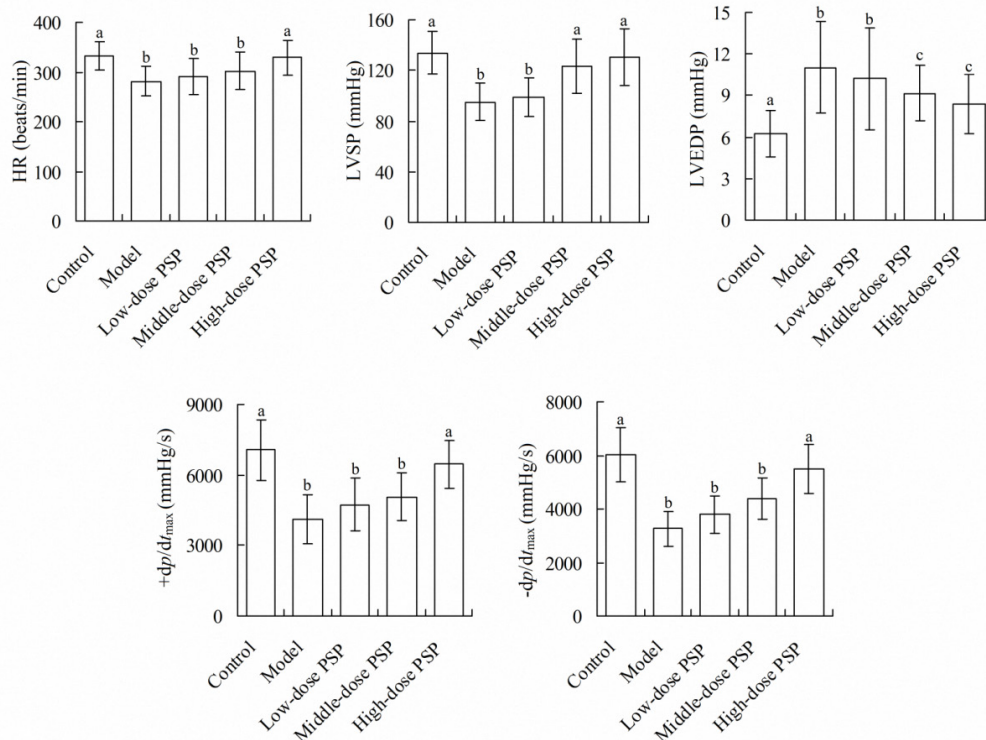 HR (beats/min)
400
300
200
100
0
a
b
b
b
a
Control
Model
Low-dose PSP
Middle-dose PSP
High-dose PSP
LVSP (mmHg)
160
120
80
40
0
a
b
b
a
a
Control
Model
Low-dose PSP
Middle-dose PSP
High-dose PSP
LVEDP (mmHg)
15
12
9
6
3
0
a
b
b
c
c
Control
Model
Low-dose PSP
Middle-dose PSP
High-dose PSP
+dp/dtmax (mmHg/s)
9000
6000
3000
0
a
b
b
b
a
Control
Model
Low-dose PSP
Middle-dose PSP
High-dose PSP
-dp/dtmax (mmHg/s)
8000
6000
4000
2000
0
a
b
b
b
a
Control
Model
Low-dose PSP
Middle-dose PSP
High-dose PSP